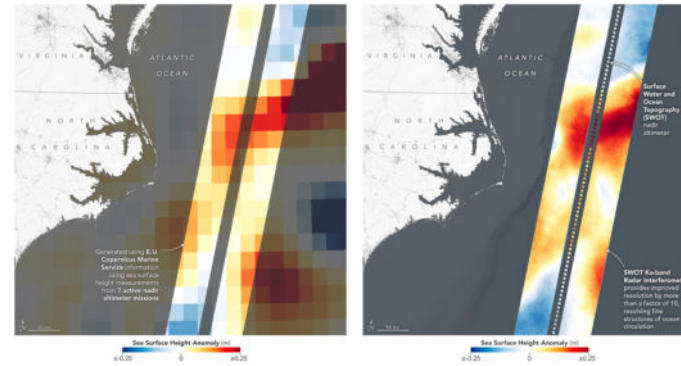 VIRGINIA
ATLANTIC
OCEAN
NORTH
CAROLINA
Generated using E.U.
Copernicus Marine
Service information
using sea surface
height measurements
from 7 active nadir
altimeter missions
N
Sea Surface Height Anomaly (m)
≤-0.25 0 ≥0.25
VIRGINIA
ATLANTIC
OCEAN
NORTH
CAROLINA
Surface
Water and
Ocean
Topography
(SWOT)
nadir
altimeter
SWOT Ka-band
Radar Interferometer
provides improved
resolution by more
than a factor of 10,
resolving fine
structures of ocean
circulation
N
Sea Surface Height Anomaly (m)
≤-0.25 0 ≥0.25